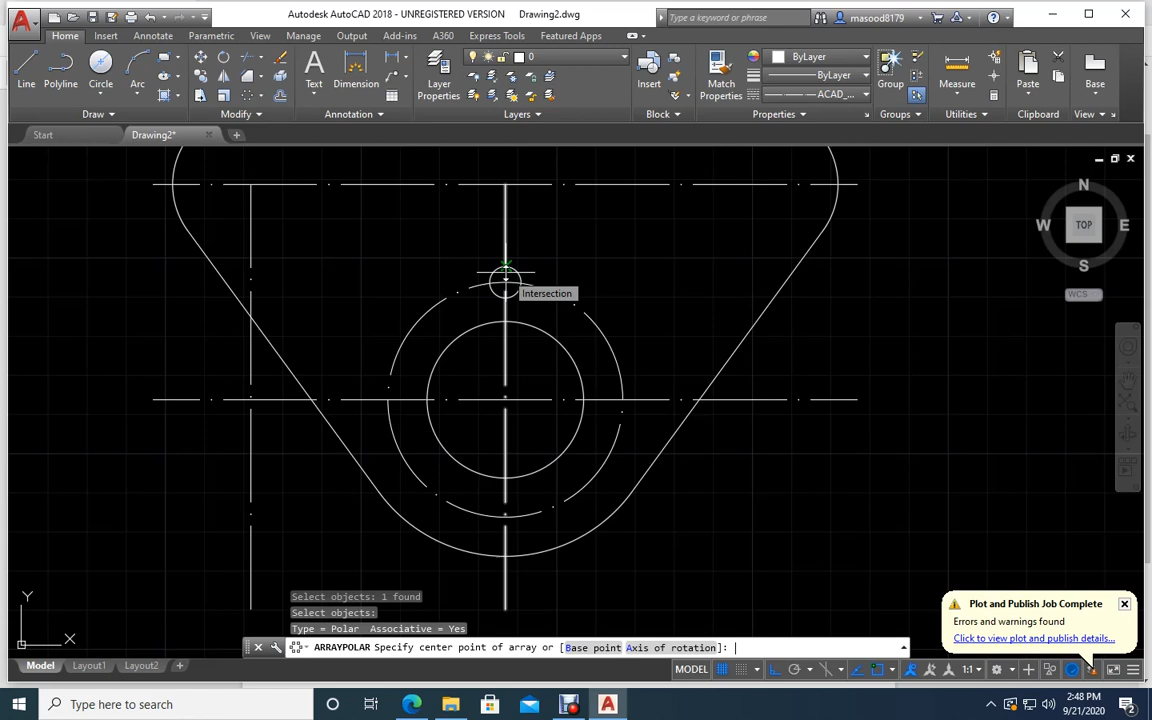 Autodesk AutoCAD 2018 - UNREGISTERED VERSION Drawing2.dwg
Type a keyword or phrase
masood8179
Home Insert Annotate Parametric View Manage Output Add-ins A360 Express Tools Featured Apps
Line Polyline Circle Arc
Text Dimension
Layer Properties
0
Insert
Match Properties
ByLayer
ByLayer
ACAD_...
Group
Measure
Paste
Base
Draw Modify Annotation Layers Block Properties Groups Utilities Clipboard View
Start Drawing2*
N
W TOP E
S
WCS
Intersection
Y
X
Select objects: 1 found
Select objects:
Type = Polar Associative = Yes
ARRAYPOLAR Specify center point of array or [Base point Axis of rotation]:
Plot and Publish Job Complete
Errors and warnings found
Click to view plot and publish details...
Model Layout1 Layout2
MODEL
1:1
Type here to search
2:48 PM
9/21/2020
2